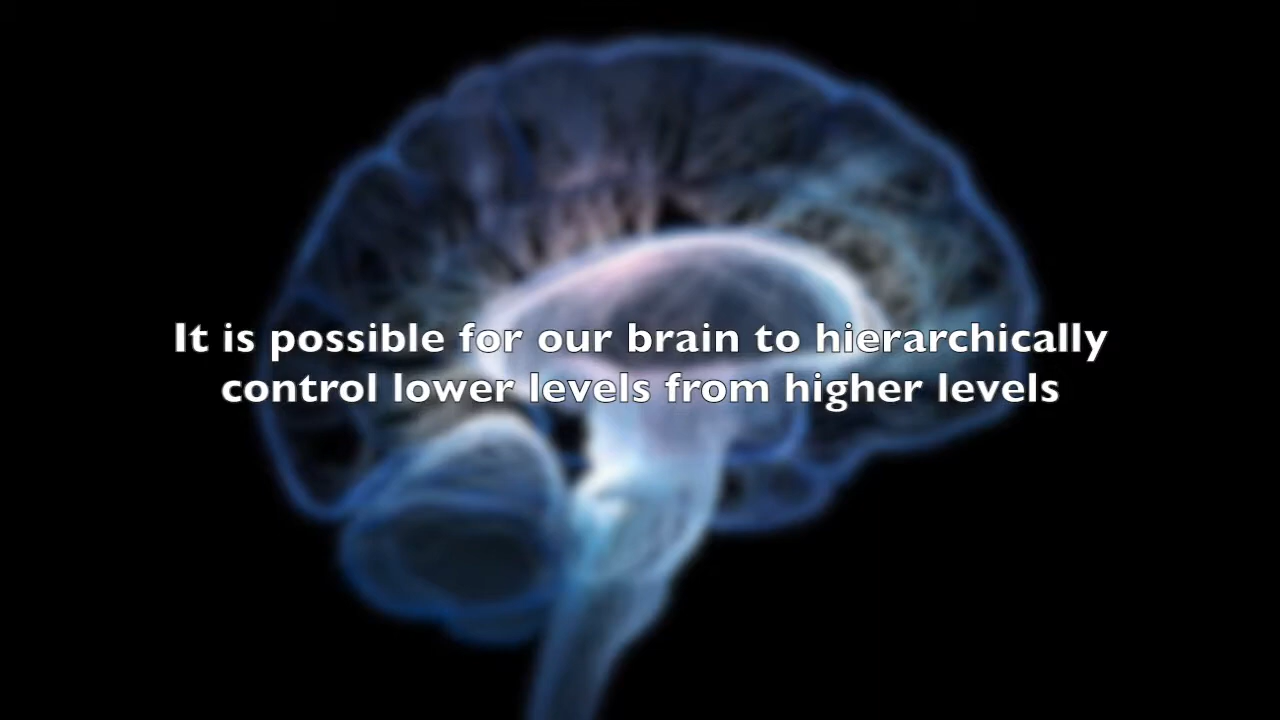 It is possible for our brain to hierarchically
control lower levels from higher levels